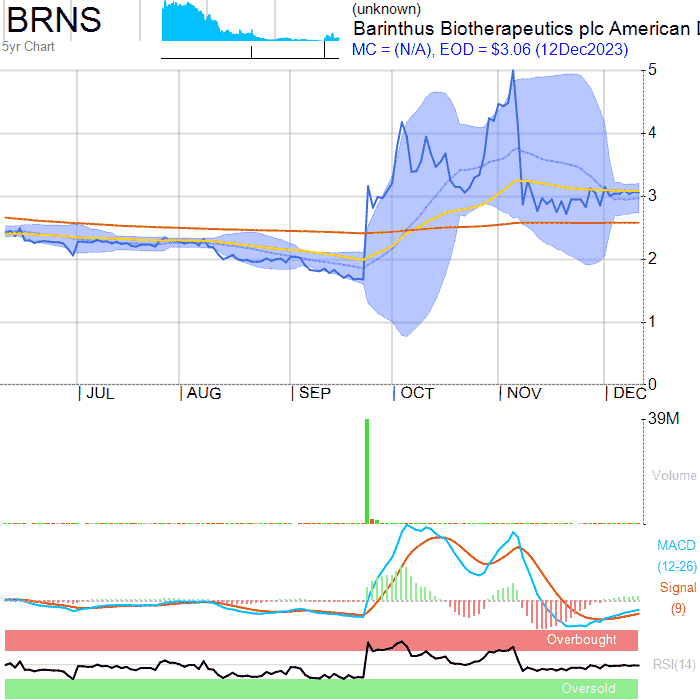 BRNS
5yr Chart
(unknown)
Barinthus Biotherapeutics plc American
MC = (N/A), EOD = $3.06 (12Dec2023)
5
4
3
2
1
0
JUL AUG SEP OCT NOV DEC
39M
Volume
MACD
(12-26)
Signal
(9)
Overbought
RSI(14)
Oversold